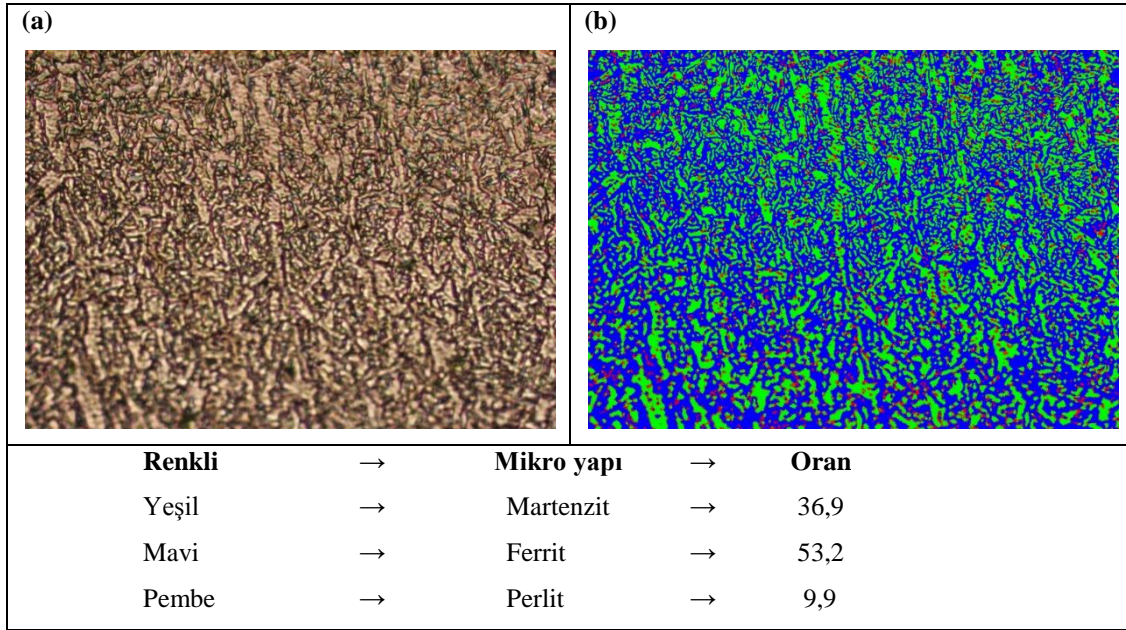 (a) (b)
Renkli → Mikro yapı → Oran
Yeşil → Martenzit → 36,9
Mavi → Ferrit → 53,2
Pembe → Perlit → 9,9